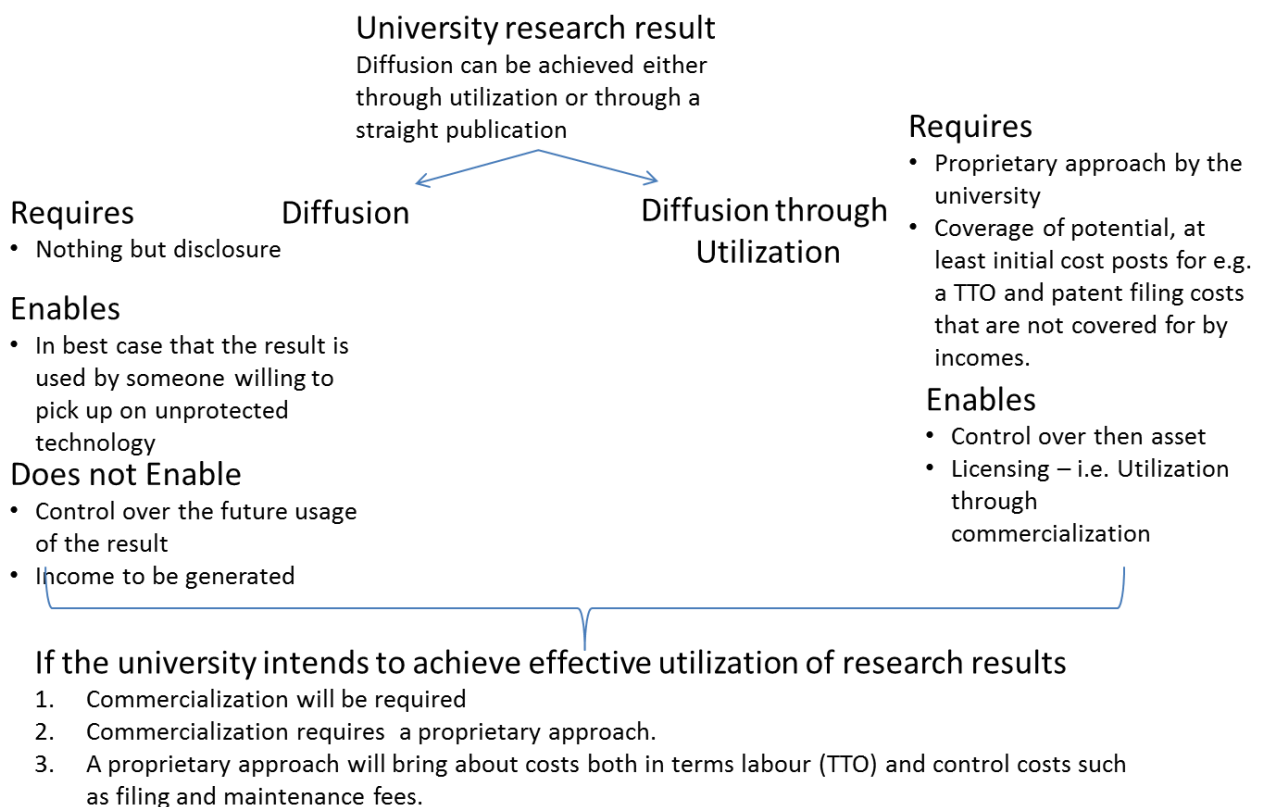 University research result
Diffusion can be achieved either
through utilization or through a
straight publication
Diffusion
Requires
• Nothing but disclosure
Enables
• In best case that the result is
used by someone willing to
pick up on unprotected
technology
Does not Enable
• Control over the future usage
of the result
• Income to be generated
Diffusion through
Utilization
Requires
• Proprietary approach by the
university
• Coverage of potential, at
least initial cost posts for e.g.
a TTO and patent filing costs
that are not covered for by
incomes.
Enables
• Control over then asset
• Licensing – i.e. Utilization
through
commercialization
If the university intends to achieve effective utilization of research results
1. Commercialization will be required
2. Commercialization requires a proprietary approach.
3. A proprietary approach will bring about costs both in terms labour (TTO) and control costs such
as filing and maintenance fees.